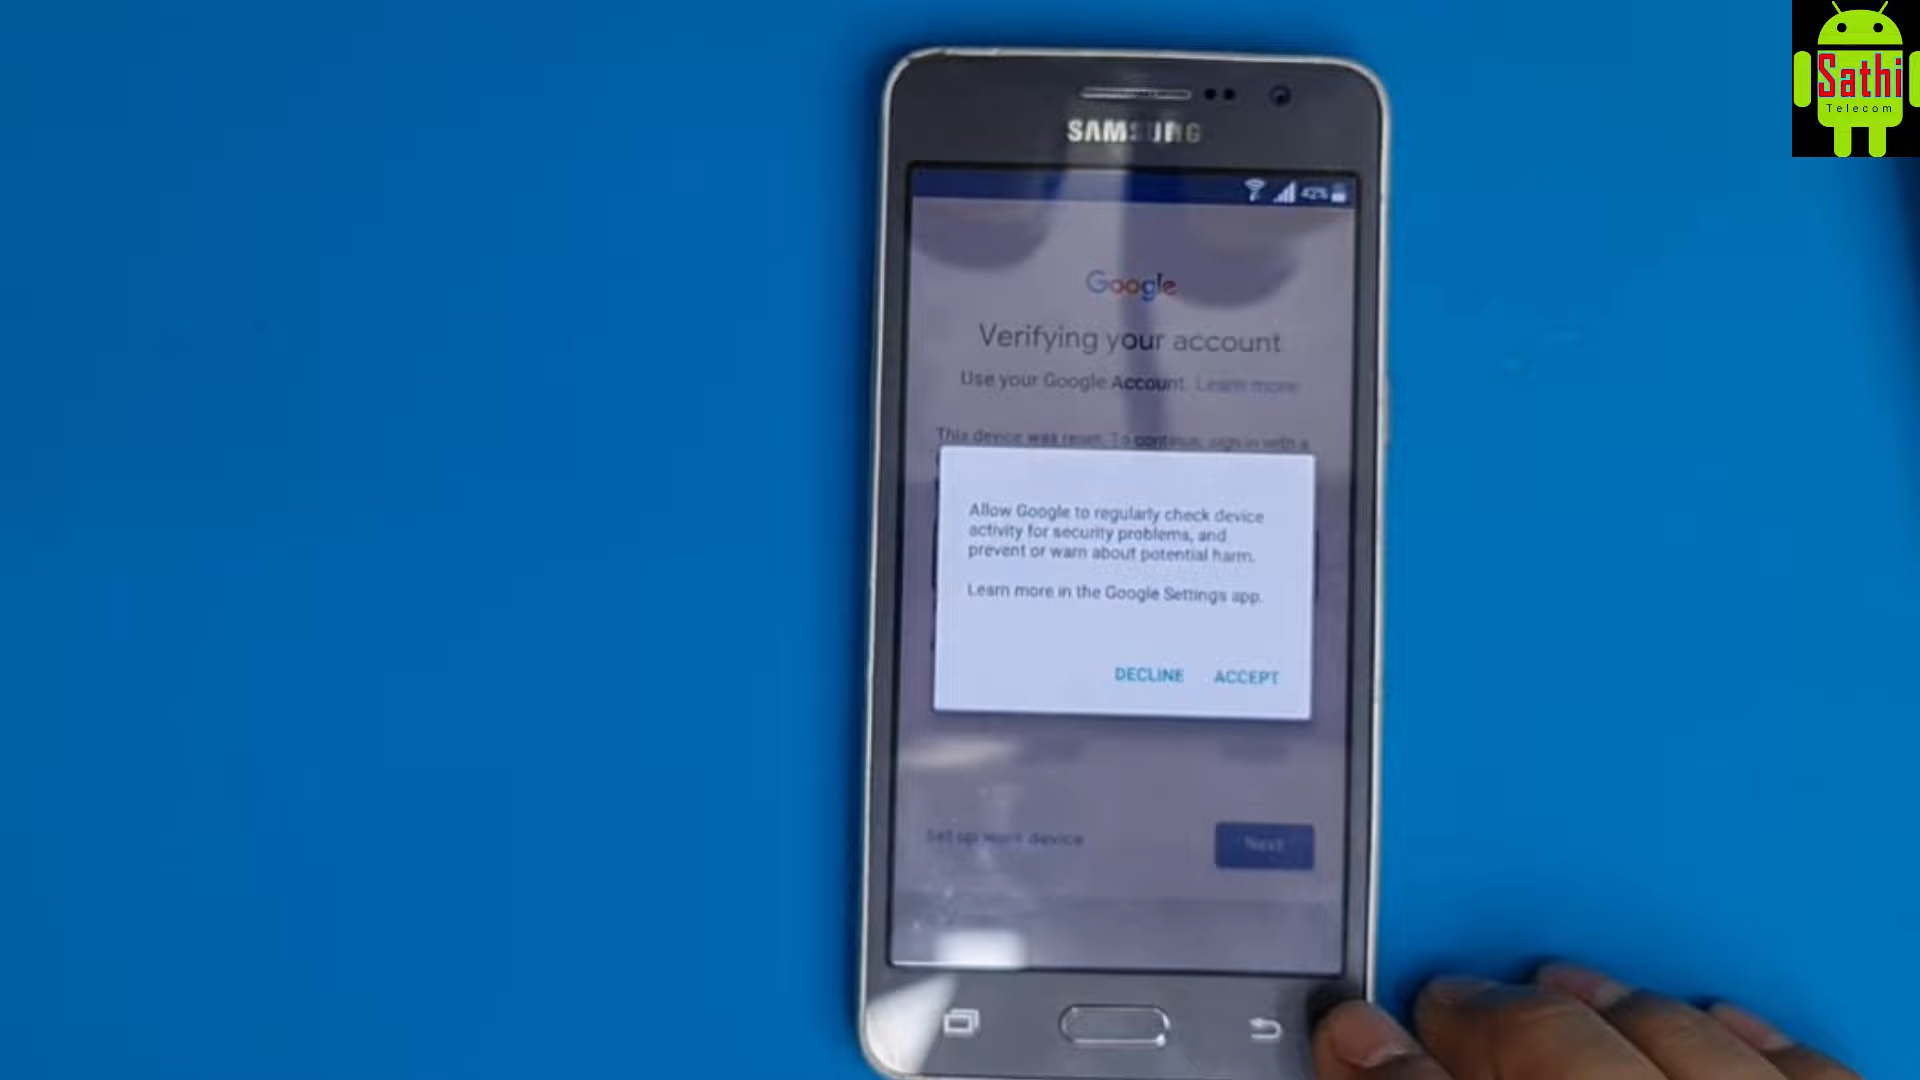 Sathi
Telecom
SAMSUNG
42%
Google
Verifying your account
Use your Google Account. Learn more
This device was reset. To continue, sign in with a
Allow Google to regularly check device
activity for security problems, and
prevent or warn about potential harm.
Learn more in the Google Settings app.
DECLINE ACCEPT
Set up work device
Next